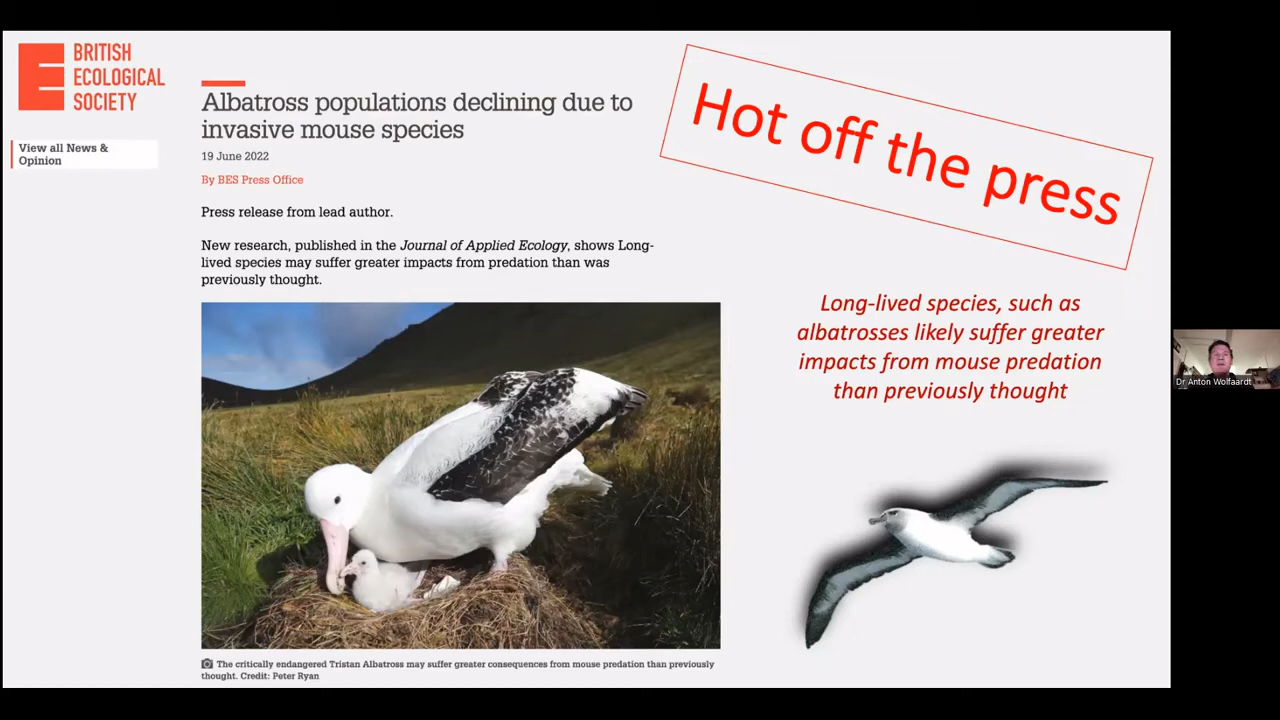 BRITISH
ECOLOGICAL
SOCIETY
View all News &
Opinion
Albatross populations declining due to
invasive mouse species
19 June 2022
By BES Press Office
Press release from lead author.
New research, published in the Journal of Applied Ecology, shows Long-
lived species may suffer greater impacts from predation than was
previously thought.
Hot off the press
Long-lived species, such as
albatrosses likely suffer greater
impacts from mouse predation
than previously thought
The critically endangered Tristan Albatross may suffer greater consequences from mouse predation than previously
thought. Credit: Peter Ryan
Dr Anton Wolfaardt